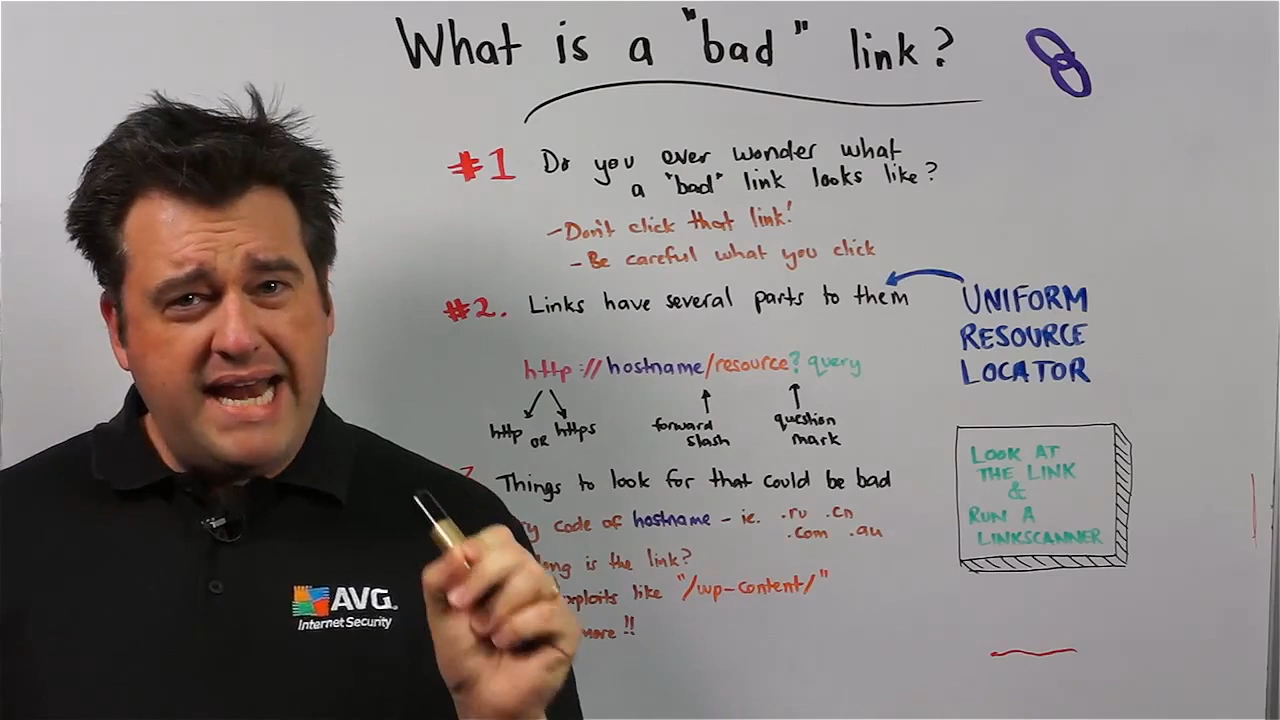 What is a "bad" link?
#1 Do you ever wonder what
a "bad" link looks like?
- Don't click that link!
- Be careful what you click
#2. Links have several parts to them
UNIFORM
RESOURCE
LOCATOR
http://hostname/resource?query
http OR https
forward
slash
question
mark
Things to look for that could be bad
code of hostname - ie. .ru .cn
.com .au
is the link?
exploits like "/wp-content/"
more!!
LOOK AT
THE LINK
&
RUN A
LINKSCANNER
AVG
Internet Security